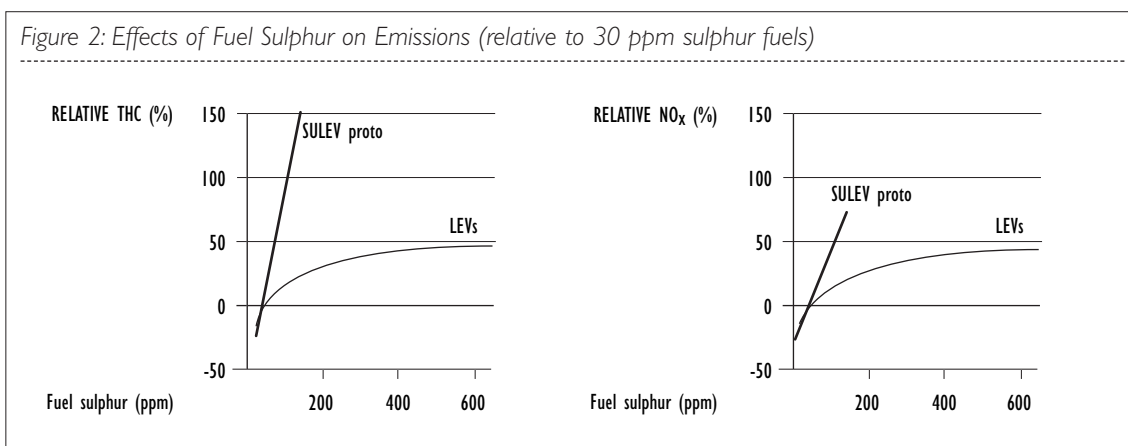 Figure 2: Effects of Fuel Sulphur on Emissions (relative to 30 ppm sulphur fuels)
RELATIVE THC (%)
150
100
50
0
-50
SULEV proto
LEVs
Fuel sulphur (ppm)
200 400 600
RELATIVE NOx (%)
150
100
50
0
-50
SULEV proto
LEVs
Fuel sulphur (ppm)
200 400 600